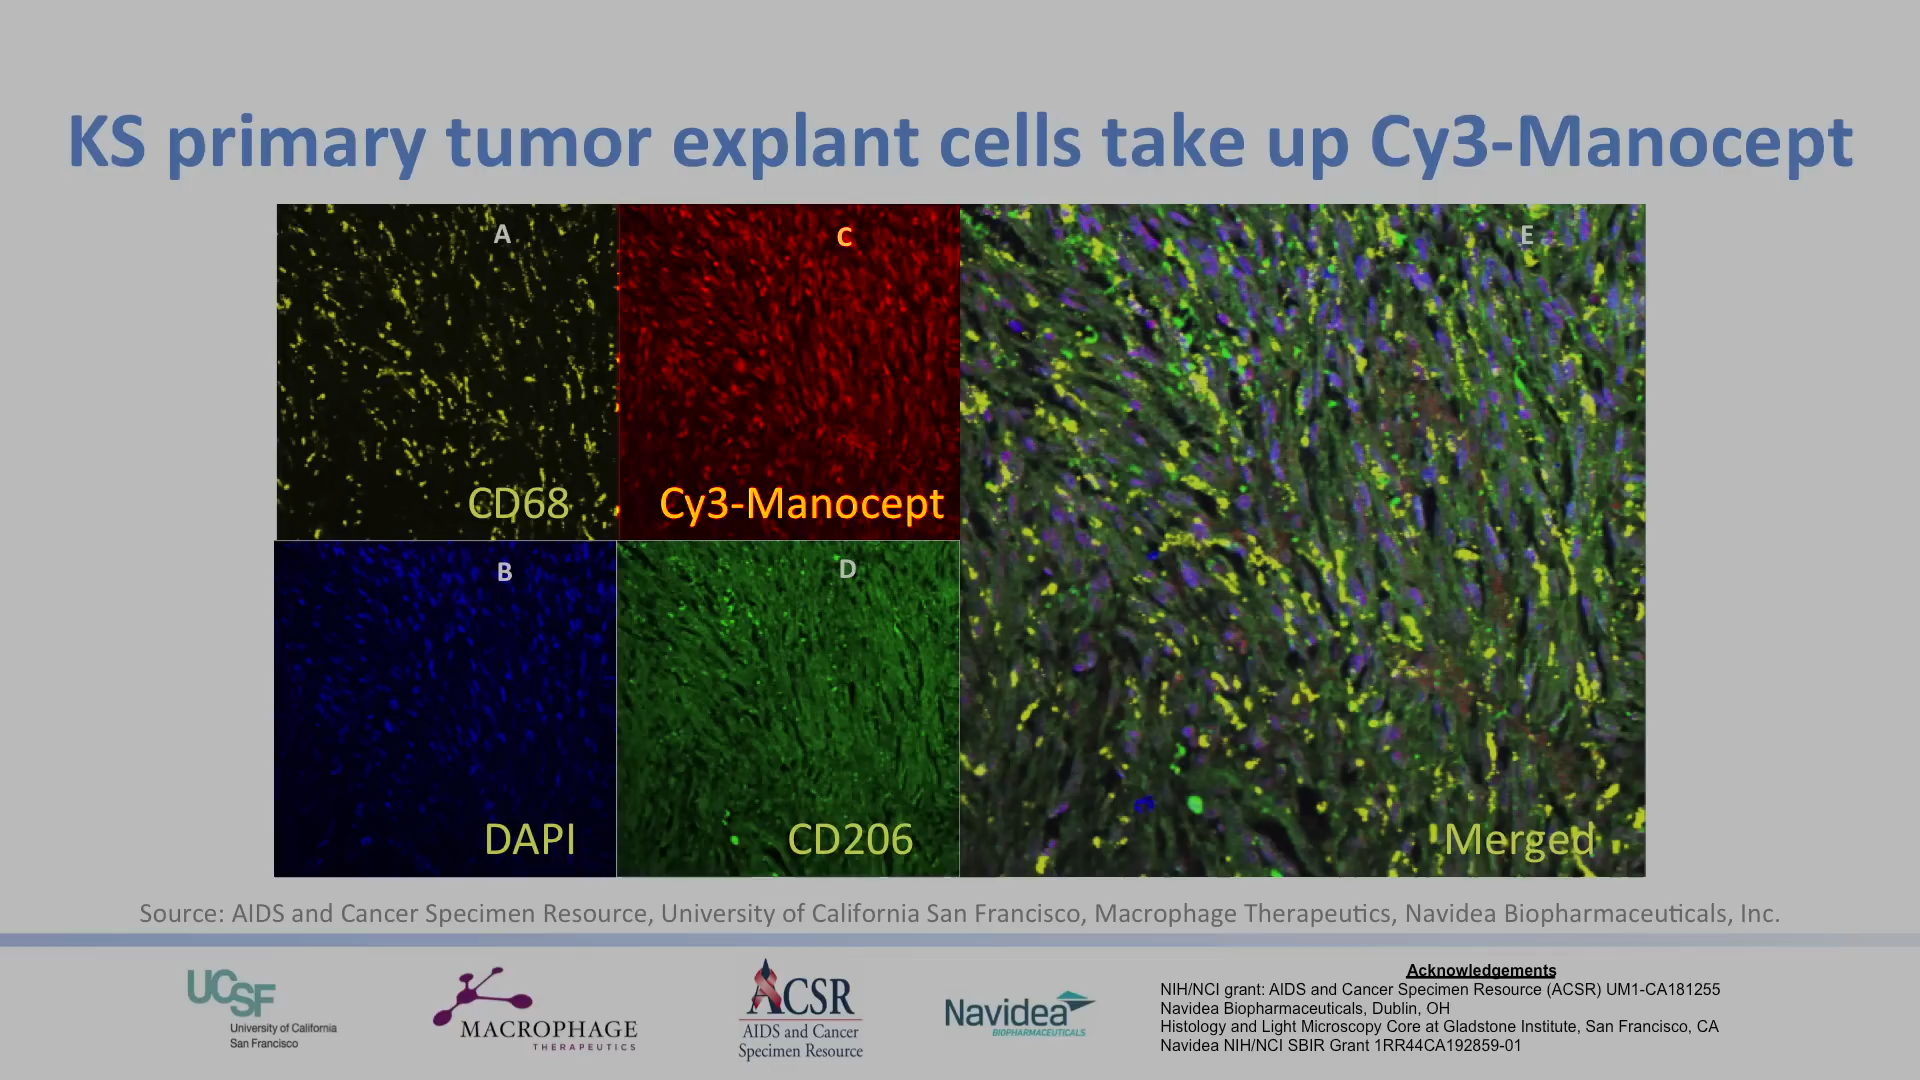 KS primary tumor explant cells take up Cy3-Manocept
A
CD68
C
Cy3-Manocept
B
DAPI
D
CD206
E
Merged
Source: AIDS and Cancer Specimen Resource, University of California San Francisco, Macrophage Therapeutics, Navidea Biopharmaceuticals, Inc.
UCSF
University of California
San Francisco
MACROPHAGE
THERAPEUTICS
ACSR
AIDS and Cancer
Specimen Resource
Navidea
BIOPHARMACEUTICALS
Acknowledgements
NIH/NCI grant: AIDS and Cancer Specimen Resource (ACSR) UM1-CA181255
Navidea Biopharmaceuticals, Dublin, OH
Histology and Light Microscopy Core at Gladstone Institute, San Francisco, CA
Navidea NIH/NCI SBIR Grant 1RR44CA192859-01